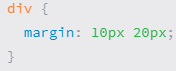 div {
  margin: 10px 20px;
}